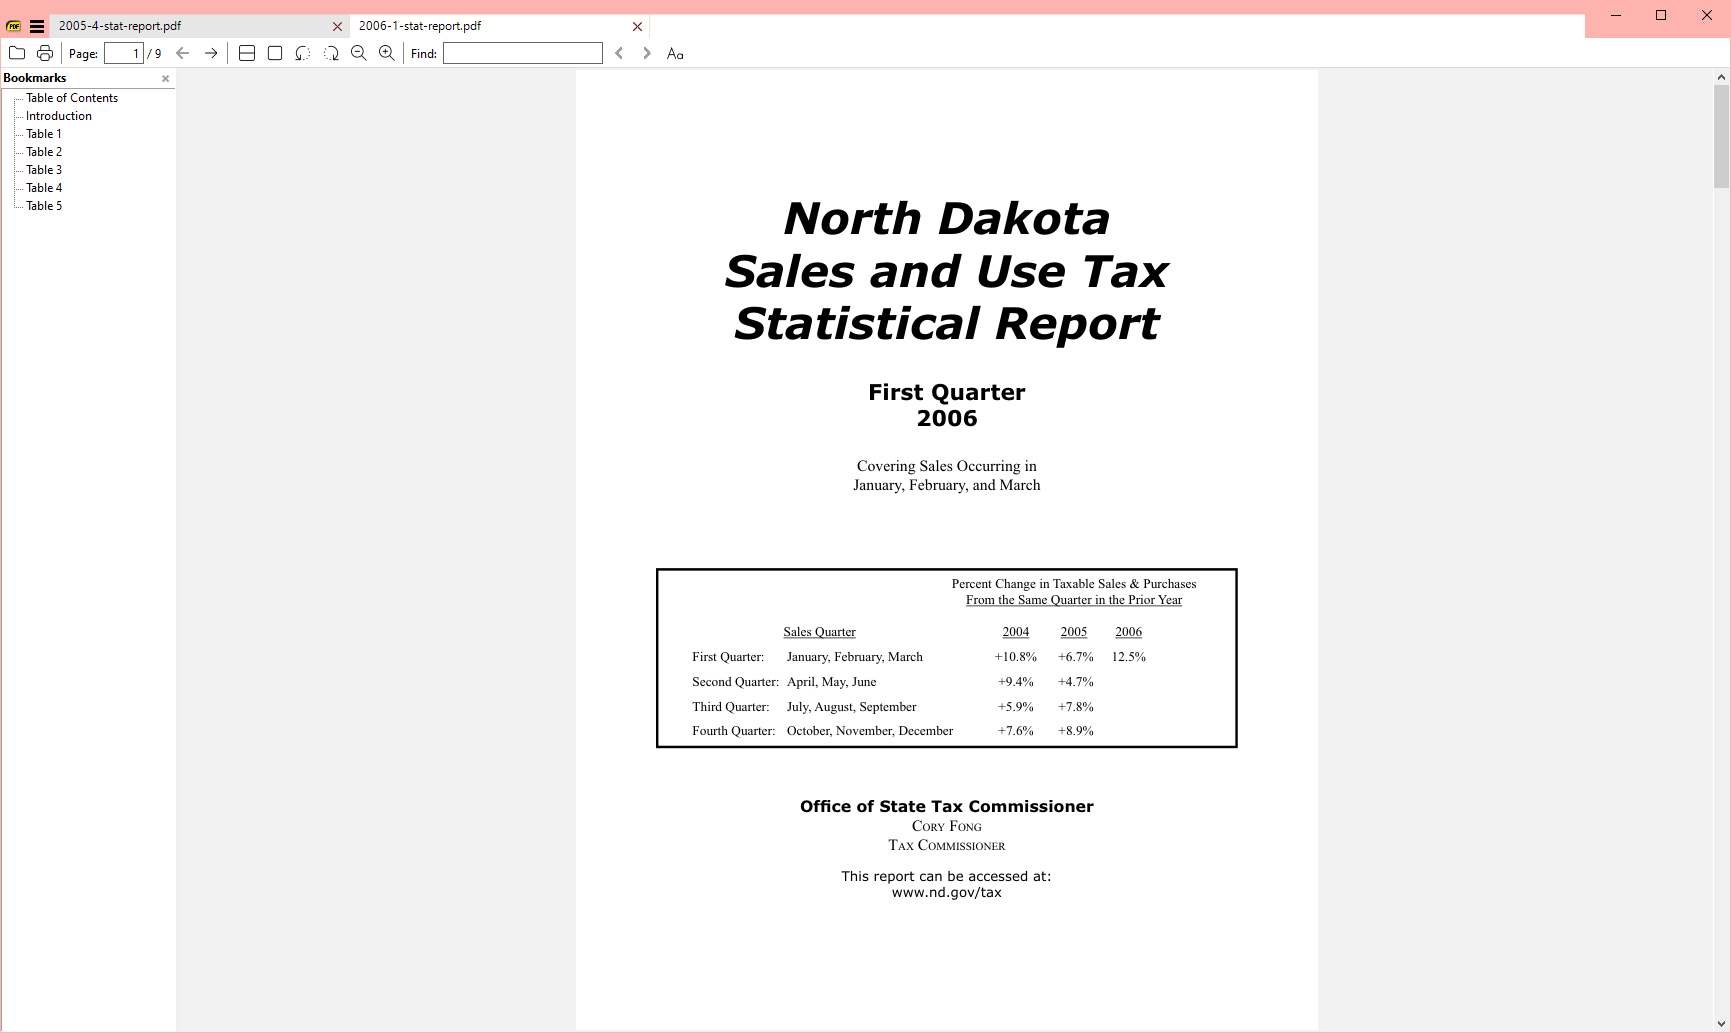 PDF
2005-4-stat-report.pdf
2006-1-stat-report.pdf
Page: 1 / 9
Find:
Aa
Bookmarks
Table of Contents
Introduction
Table 1
Table 2
Table 3
Table 4
Table 5
North Dakota
Sales and Use Tax
Statistical Report
First Quarter
2006
Covering Sales Occurring in
January, February, and March
Percent Change in Taxable Sales & Purchases
From the Same Quarter in the Prior Year
Sales Quarter 2004 2005 2006
First Quarter: January, February, March +10.8% +6.7% 12.5%
Second Quarter: April, May, June +9.4% +4.7%
Third Quarter: July, August, September +5.9% +7.8%
Fourth Quarter: October, November, December +7.6% +8.9%
Office of State Tax Commissioner
Cory Fong
Tax Commissioner
This report can be accessed at:
www.nd.gov/tax